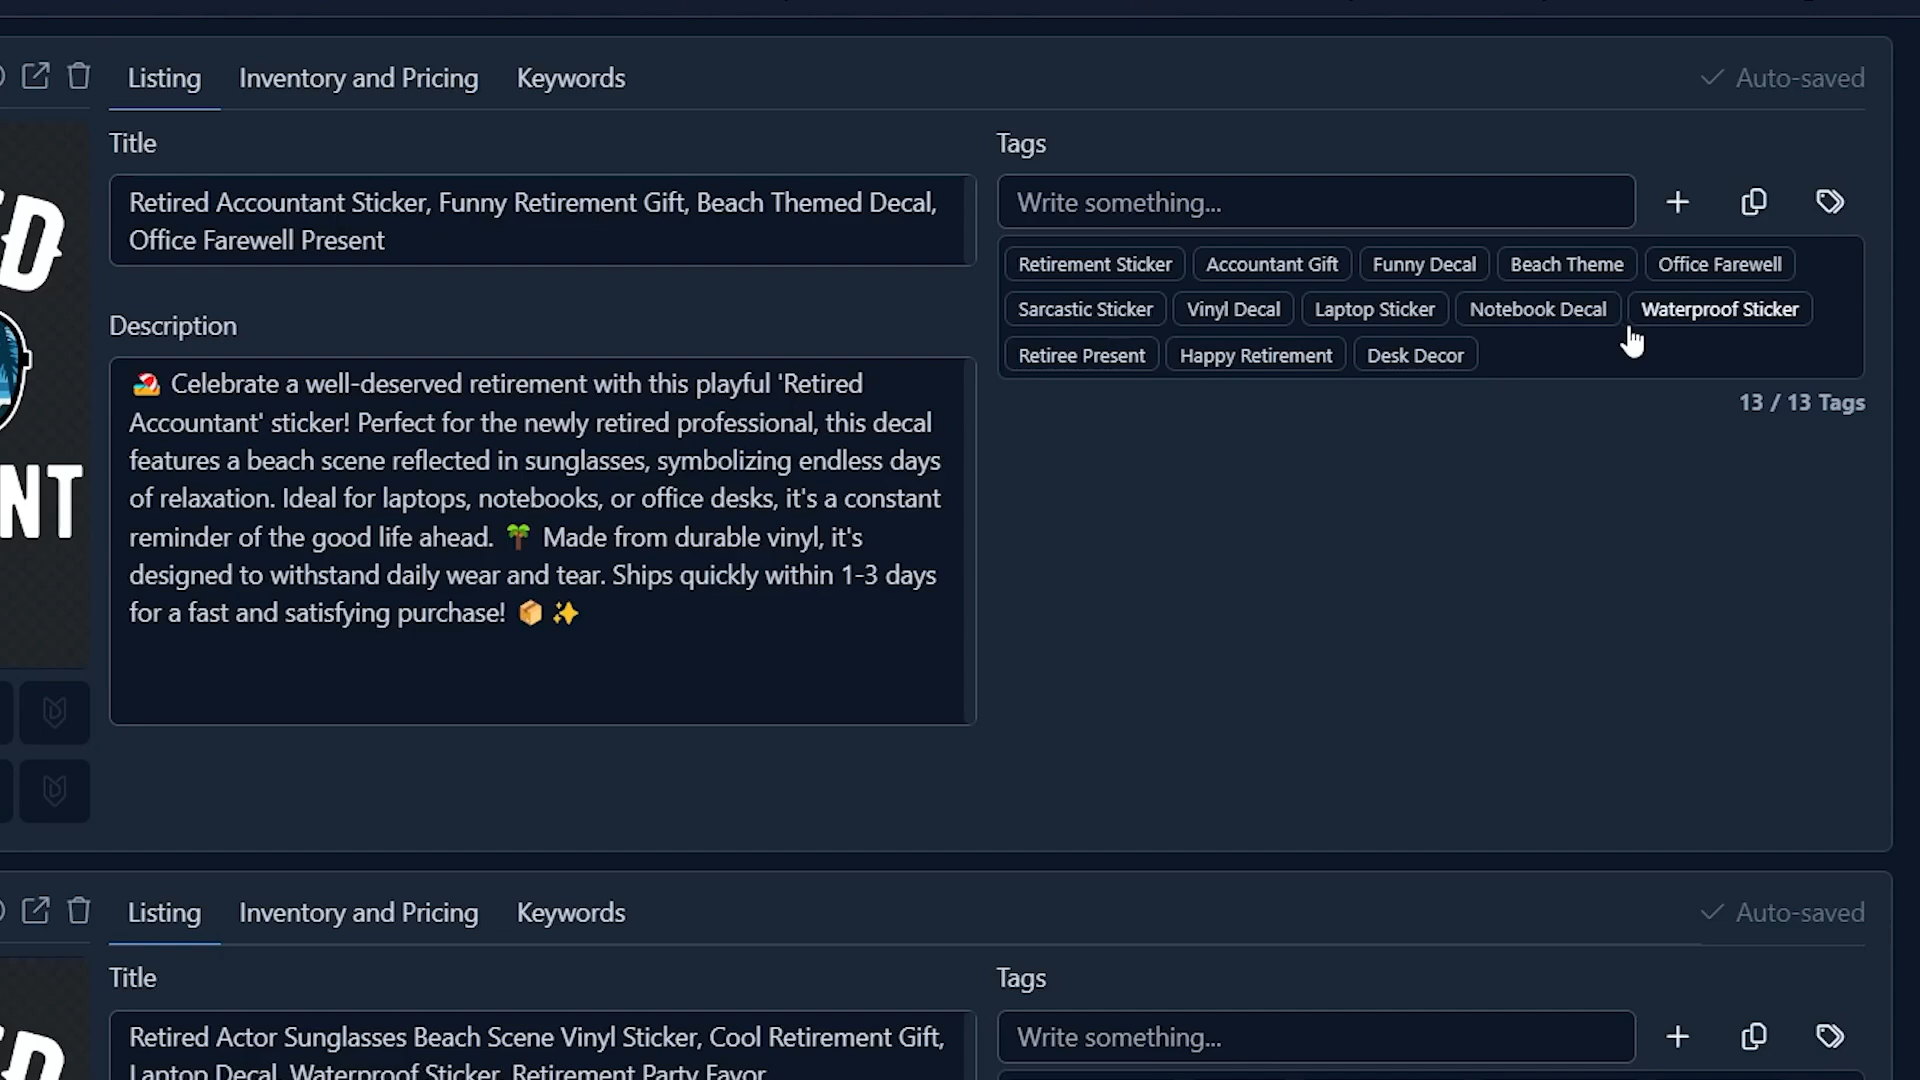 Listing Inventory and Pricing Keywords Auto-saved
Title
Retired Accountant Sticker, Funny Retirement Gift, Beach Themed Decal,
Office Farewell Present
Description
🏖️ Celebrate a well-deserved retirement with this playful 'Retired
Accountant' sticker! Perfect for the newly retired professional, this decal
features a beach scene reflected in sunglasses, symbolizing endless days
of relaxation. Ideal for laptops, notebooks, or office desks, it's a constant
reminder of the good life ahead. 🌴 Made from durable vinyl, it's
designed to withstand daily wear and tear. Ships quickly within 1-3 days
for a fast and satisfying purchase! 📦 ✨
Tags
Write something...
Retirement Sticker Accountant Gift Funny Decal Beach Theme Office Farewell
Sarcastic Sticker Vinyl Decal Laptop Sticker Notebook Decal Waterproof Sticker
Retiree Present Happy Retirement Desk Decor
13 / 13 Tags
D
NT
Listing Inventory and Pricing Keywords Auto-saved
Title
Retired Actor Sunglasses Beach Scene Vinyl Sticker, Cool Retirement Gift,
Laptop Decal, Waterproof Sticker, Retirement Party Favor
Tags
Write something...